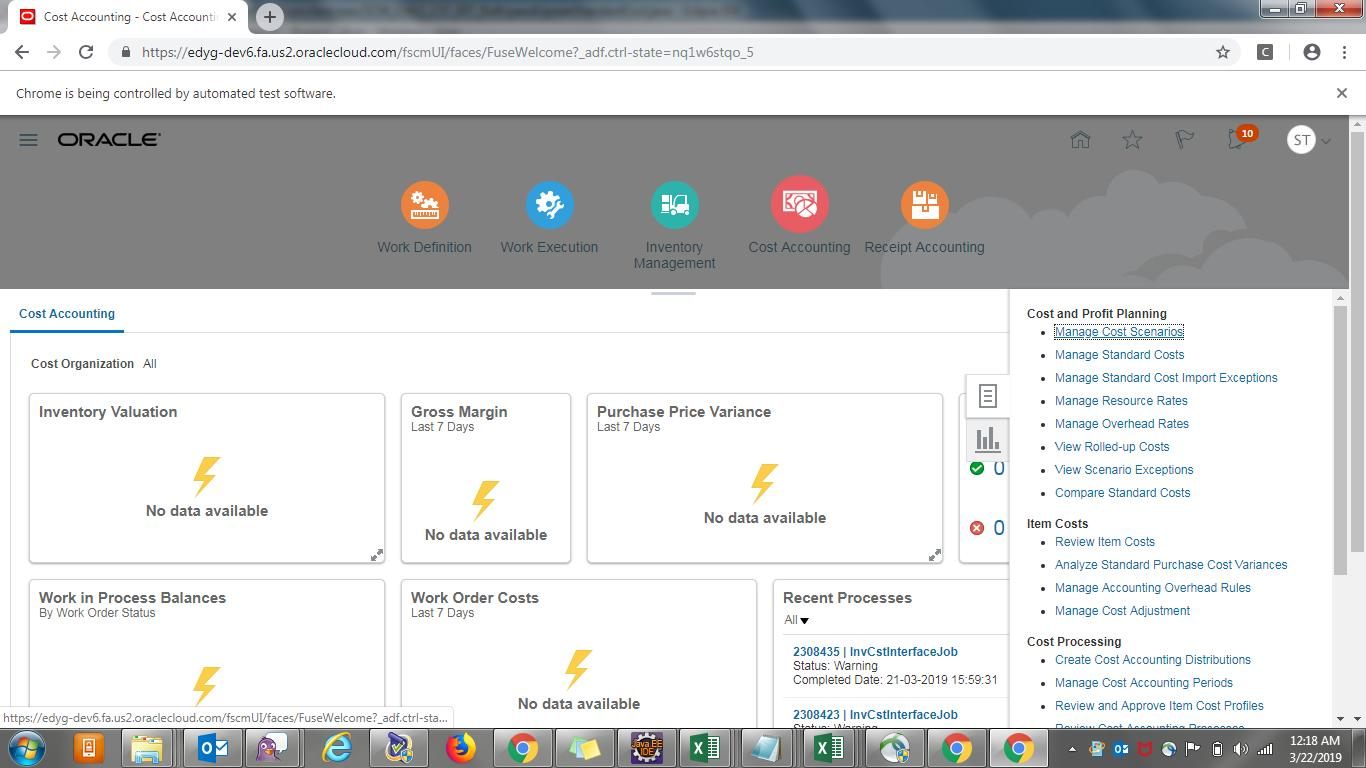 Cost Accounting - Cost Accounti
https://edyg-dev6.fa.us2.oraclecloud.com/fscmUI/faces/FuseWelcome?_adf.ctrl-state=nq1w6stqo_5
C
Chrome is being controlled by automated test software.
ORACLE
10
ST
Work Definition
Work Execution
Inventory
Management
Cost Accounting
Receipt Accounting
Cost Accounting
Cost Organization All
Inventory Valuation
No data available
Gross Margin
Last 7 Days
No data available
Purchase Price Variance
Last 7 Days
No data available
0
0
Work in Process Balances
By Work Order Status
Work Order Costs
Last 7 Days
No data available
Recent Processes
All
2308435 | InvCstInterfaceJob
Status: Warning
Completed Date: 21-03-2019 15:59:31
2308423 | InvCstInterfaceJob
Status: Warning
Cost and Profit Planning
Manage Cost Scenarios
Manage Standard Costs
Manage Standard Cost Import Exceptions
Manage Resource Rates
Manage Overhead Rates
View Rolled-up Costs
View Scenario Exceptions
Compare Standard Costs
Item Costs
Review Item Costs
Analyze Standard Purchase Cost Variances
Manage Accounting Overhead Rules
Manage Cost Adjustment
Cost Processing
Create Cost Accounting Distributions
Manage Cost Accounting Periods
Review and Approve Item Cost Profiles
Review Cost Accounting Processes
https://edyg-dev6.fa.us2.oraclecloud.com/fscmUI/faces/FuseWelcome?_adf.ctrl-sta...
Java EE
IDE
12:18 AM
3/22/2019